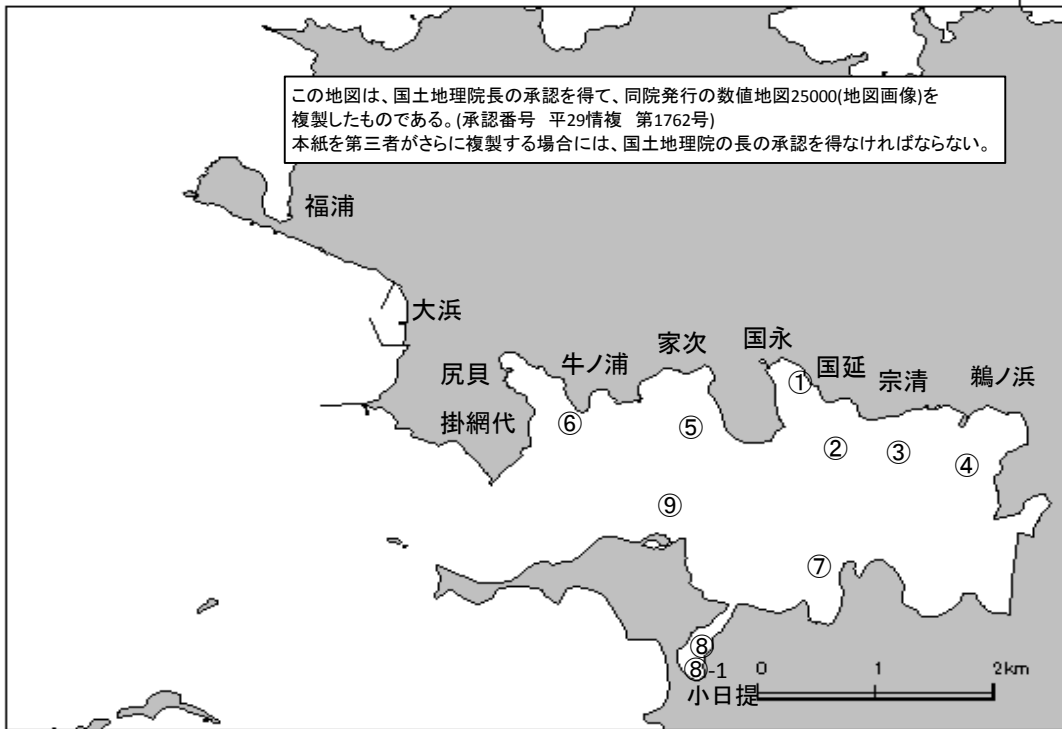 この地図は、国土地理院長の承認を得て、同院発行の数値地図25000(地図画像)を
複製したものである。(承認番号　平29情複　第1762号)
本紙を第三者がさらに複製する場合には、国土地理院の長の承認を得なければならない。
福浦
大浜
尻貝
牛ノ浦
家次
国永
国延
宗清
鵜ノ浜
掛網代
①
⑥
⑤
②
③
④
⑨
⑦
⑧
⑧-1
小日提
0 1 2km